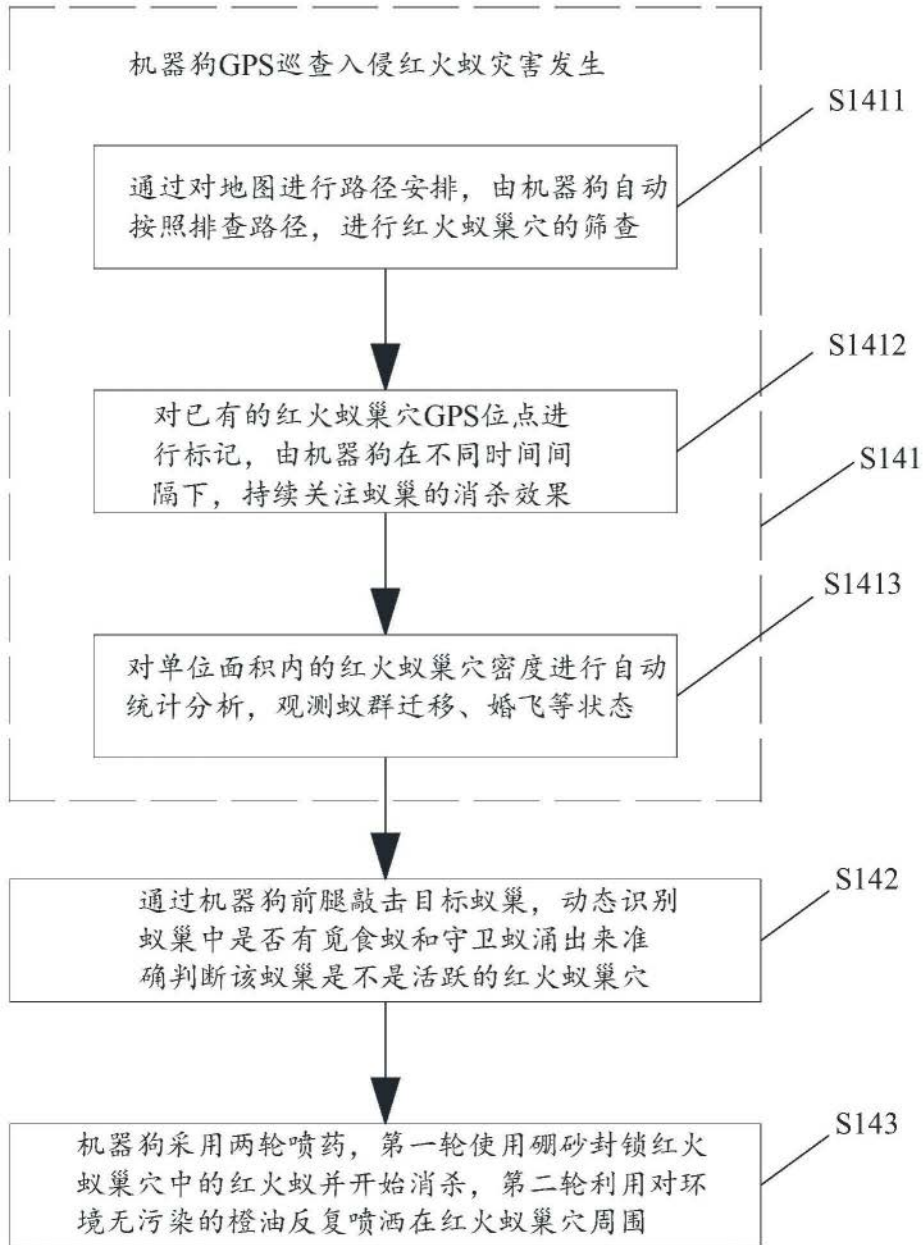 机器狗GPS巡查入侵红火蚁灾害发生
S1411
通过对地图进行路径安排，由机器狗自动
按照排查路径，进行红火蚁巢穴的筛查
S1412
对已有的红火蚁巢穴GPS位点进
行标记，由机器狗在不同时间间
隔下，持续关注蚁巢的消杀效果
S141
S1413
对单位面积内的红火蚁巢穴密度进行自动
统计分析，观测蚁群迁移、婚飞等状态
S142
通过机器狗前腿敲击目标蚁巢，动态识别
蚁巢中是否有觅食蚁和守卫蚁涌出来准
确判断该蚁巢是不是活跃的红火蚁巢穴
S143
机器狗采用两轮喷药，第一轮使用硼砂封锁红火
蚁巢穴中的红火蚁并开始消杀，第二轮利用对环
境无污染的橙油反复喷洒在红火蚁巢穴周围